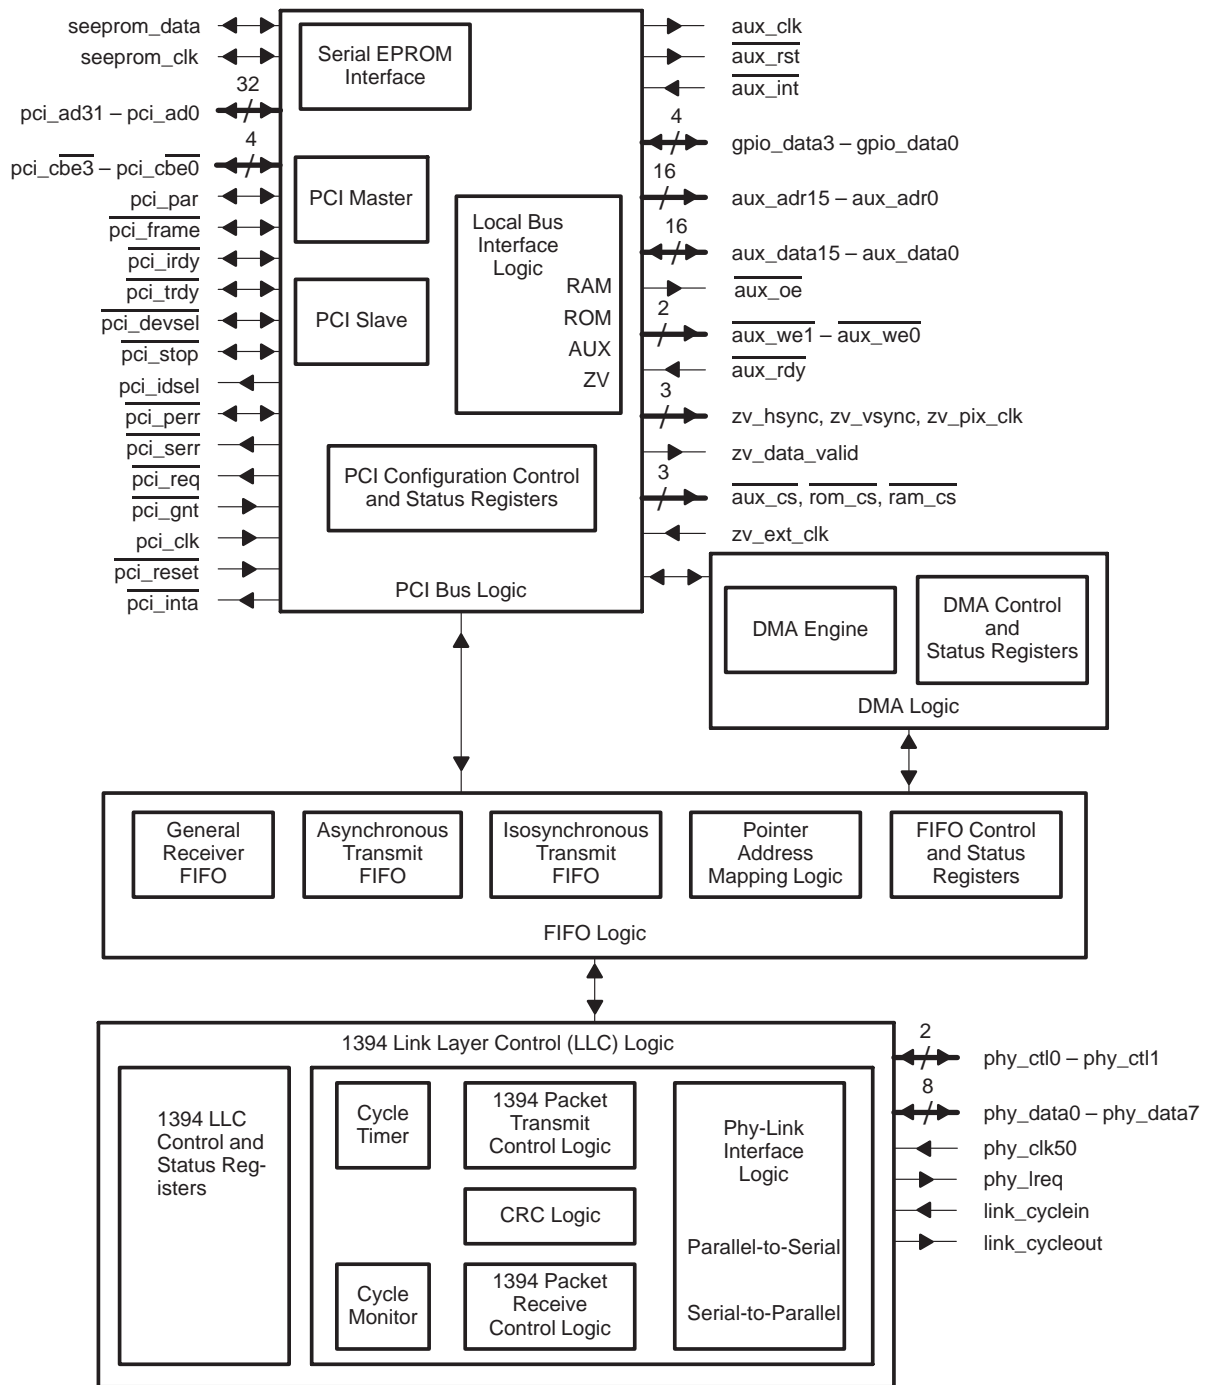 seeprom_data
seeprom_clk
32
pci_ad31 – pci_ad0
4
pci_cbe3 – pci_cbe0
pci_par
pci_frame
pci_irdy
pci_trdy
pci_devsel
pci_stop
pci_idsel
pci_perr
pci_serr
pci_req
pci_gnt
pci_clk
pci_reset
pci_inta
Serial EPROM
Interface
PCI Master
PCI Slave
Local Bus
Interface
Logic
RAM
ROM
AUX
ZV
PCI Configuration Control
and Status Registers
PCI Bus Logic
aux_clk
aux_rst
aux_int
4
gpio_data3 – gpio_data0
16
aux_adr15 – aux_adr0
16
aux_data15 – aux_data0
aux_oe
2
aux_we1 – aux_we0
aux_rdy
3
zv_hsync, zv_vsync, zv_pix_clk
zv_data_valid
3
aux_cs, rom_cs, ram_cs
zv_ext_clk
DMA Engine
DMA Control
and
Status Registers
DMA Logic
General
Receiver
FIFO
Asynchronous
Transmit
FIFO
Isosynchronous
Transmit
FIFO
Pointer
Address
Mapping Logic
FIFO Control
and Status
Registers
FIFO Logic
1394 Link Layer Control (LLC) Logic
1394 LLC
Control and
Status Reg-
isters
Cycle
Timer
Cycle
Monitor
1394 Packet
Transmit
Control Logic
CRC Logic
1394 Packet
Receive
Control Logic
Phy-Link
Interface
Logic
Parallel-to-Serial
Serial-to-Parallel
2
phy_ctl0 – phy_ctl1
8
phy_data0 – phy_data7
phy_clk50
phy_lreq
link_cyclein
link_cycleout